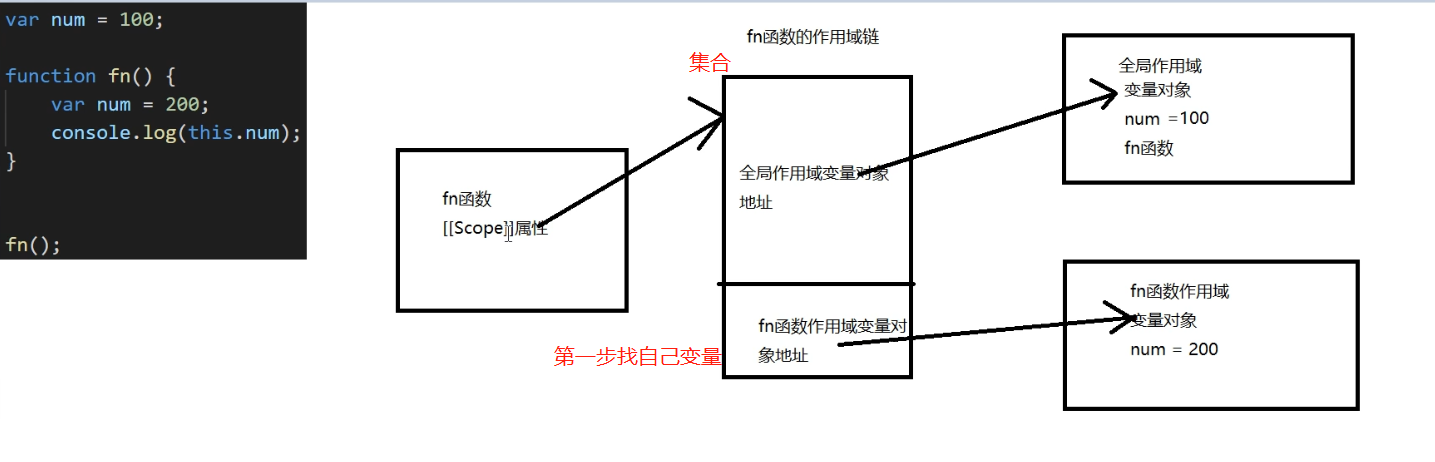 var num = 100;
function fn() {
var num = 200;
console.log(this.num);
}
fn();
fn函数
[[Scope]]属性
fn函数的作用域链
集合
全局作用域变量对象
地址
第一步找自己变量
fn函数作用域变量对
象地址
全局作用域
变量对象
num =100
fn函数
fn函数作用域
变量对象
num = 200